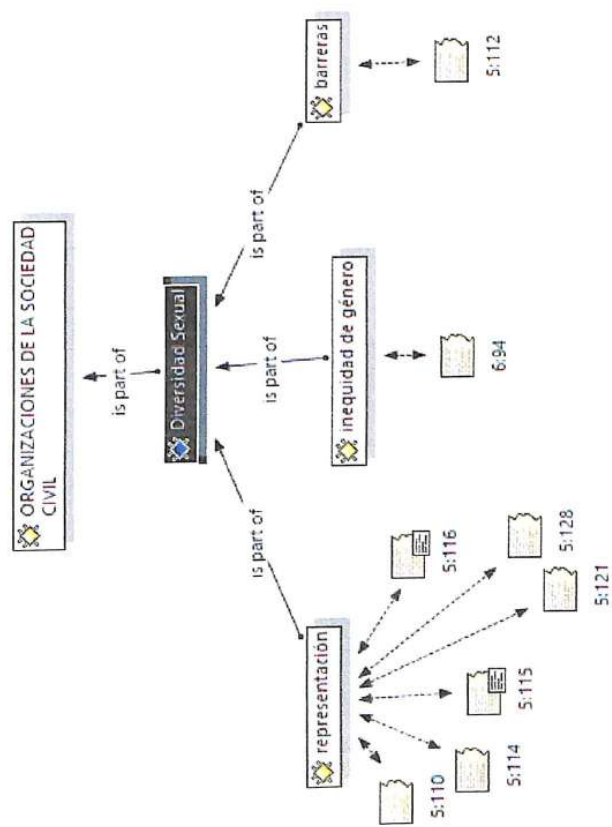 ORGANIZACIONES DE LA SOCIEDAD
CIVIL
is part of
Diversidad Sexual
is part of
is part of
is part of
representación
inequidad de género
barreras
5:110
5:114
5:115
5:121
5:128
5:116
6:94
5:112